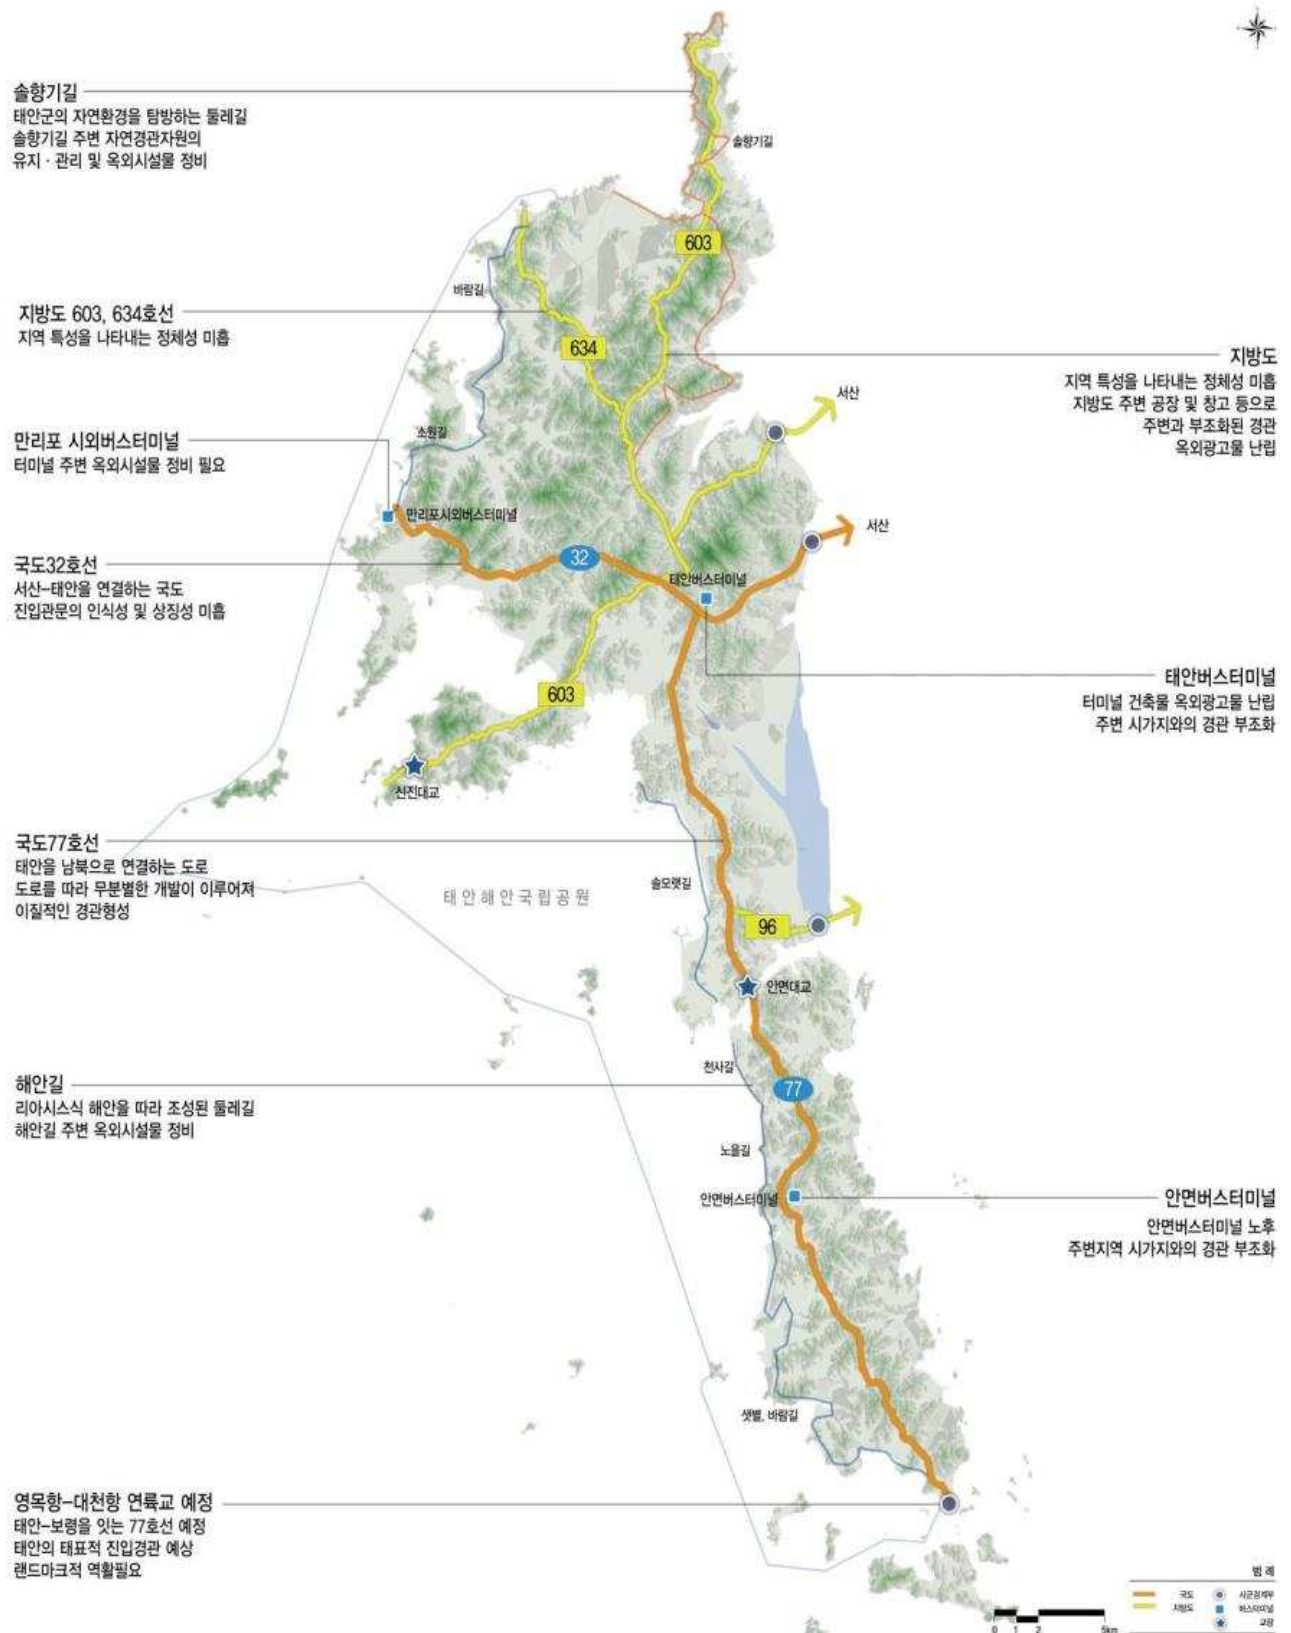 솔향기길
태안군의 자연환경을 탐방하는 둘레길
솔향기길 주변 자연경관자원의
유지 · 관리 및 옥외시설물 정비
솔향기길
603
바람길
지방도 603, 634호선
지역 특성을 나타내는 정체성 미흡
634
지방도
지역 특성을 나타내는 정체성 미흡
지방도 주변 공장 및 창고 등으로
주변과 부조화된 경관
옥외광고물 난립
서산
소원길
만리포 시외버스터미널
터미널 주변 옥외시설물 정비 필요
만리포시외버스터미널
서산
국도32호선
서산-태안을 연결하는 국도
진입관문의 인식성 및 상징성 미흡
32
태안버스터미널
태안버스터미널
터미널 건축물 옥외광고물 난립
주변 시가지와의 경관 부조화
603
신진대교
국도77호선
태안을 남북으로 연결하는 도로
도로를 따라 무분별한 개발이 이루어져
이질적인 경관형성
태안해안국립공원
솔모랫길
96
안면대교
천사길
해안길
리아시스식 해안을 따라 조성된 둘레길
해안길 주변 옥외시설물 정비
77
노을길
안면버스터미널
안면버스터미널
안면버스터미널 노후
주변지역 시가지와의 경관 부조화
샛별, 바람길
영목항-대천항 연륙교 예정
태안-보령을 잇는 77호선 예정
태안의 태표적 진입경관 예상
랜드마크적 역활필요
범례
국도
시군경계부
지방도
버스터미널
교량
0 1 2 5km